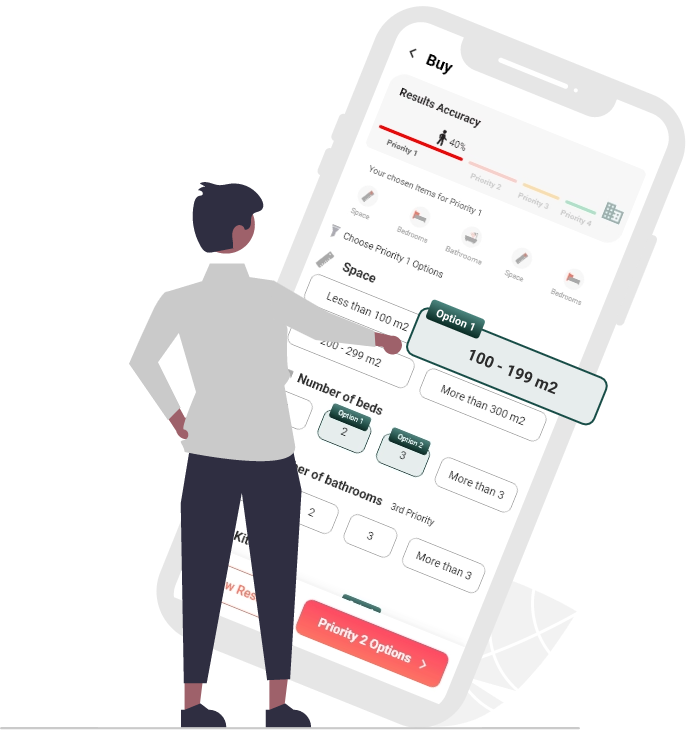 Buy
Results Accuracy
40%
Priority 1
Priority 2
Priority 3
Priority 4
Your chosen Items for Priority 1
Space
Bedrooms
Bathrooms
Space
Bedrooms
Choose Priority 1 Options
Space
Less than 100 m2
Option 1
100 - 199 m2
200 - 299 m2
More than 300 m2
Number of beds
Option 1
2
Option 2
3
More than 3
er of bathrooms
3rd Priority
2
3
More than 3
Kit
w Res
Priority 2 Options